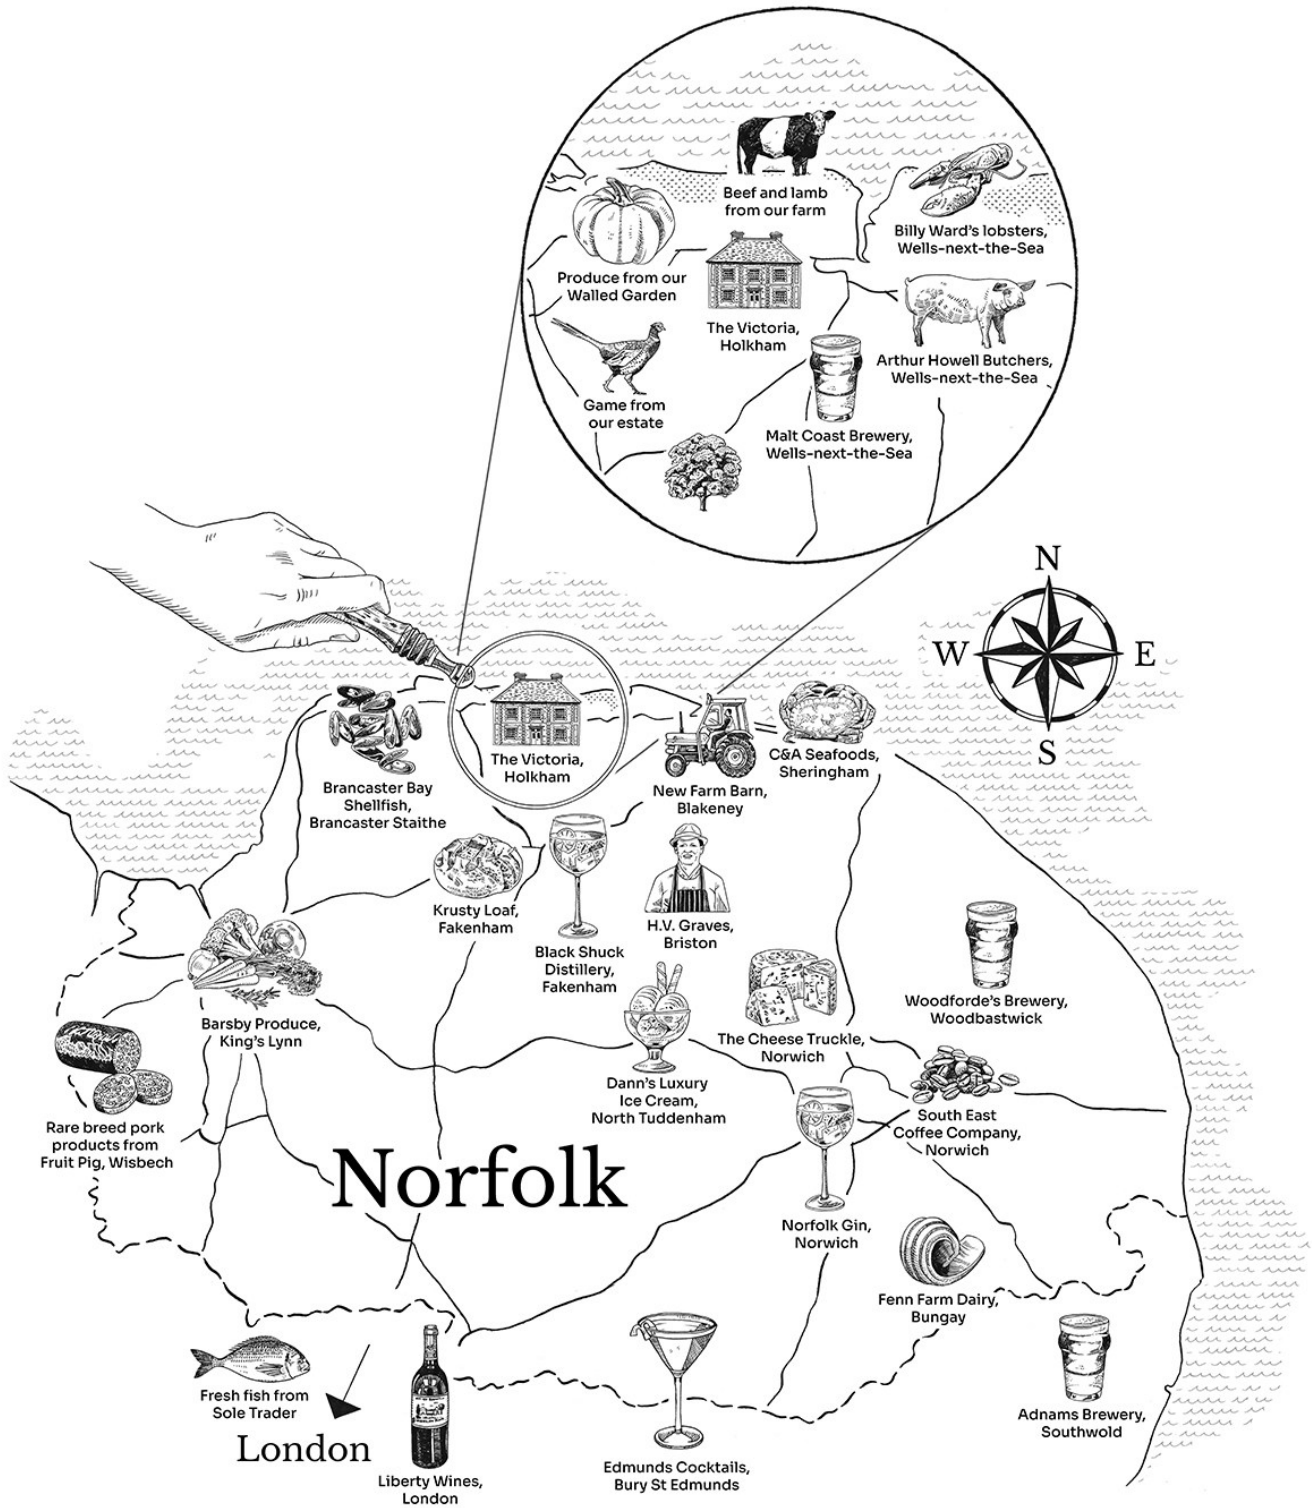 Beef and lamb
from our farm
Billy Ward's lobsters,
Wells-next-the-Sea
Produce from our
Walled Garden
The Victoria,
Holkham
Arthur Howell Butchers,
Wells-next-the-Sea
Game from
our estate
Malt Coast Brewery,
Wells-next-the-Sea
N
W
E
S
The Victoria,
Holkham
C&A Seafoods,
Sheringham
Brancaster Bay
Shellfish,
Brancaster Staithe
New Farm Barn,
Blakeney
Krusty Loaf,
Fakenham
H.V. Graves,
Briston
Black Shuck
Distillery,
Fakenham
Woodforde's Brewery,
Woodbastwick
Barsby Produce,
King's Lynn
The Cheese Truckle,
Norwich
Dann's Luxury
Ice Cream,
North Tuddenham
Rare breed pork
products from
Fruit Pig, Wisbech
South East
Coffee Company,
Norwich
Norfolk
Norfolk Gin,
Norwich
Fenn Farm Dairy,
Bungay
Fresh fish from
Sole Trader
London
Adnams Brewery,
Southwold
Liberty Wines,
London
Edmunds Cocktails,
Bury St Edmunds